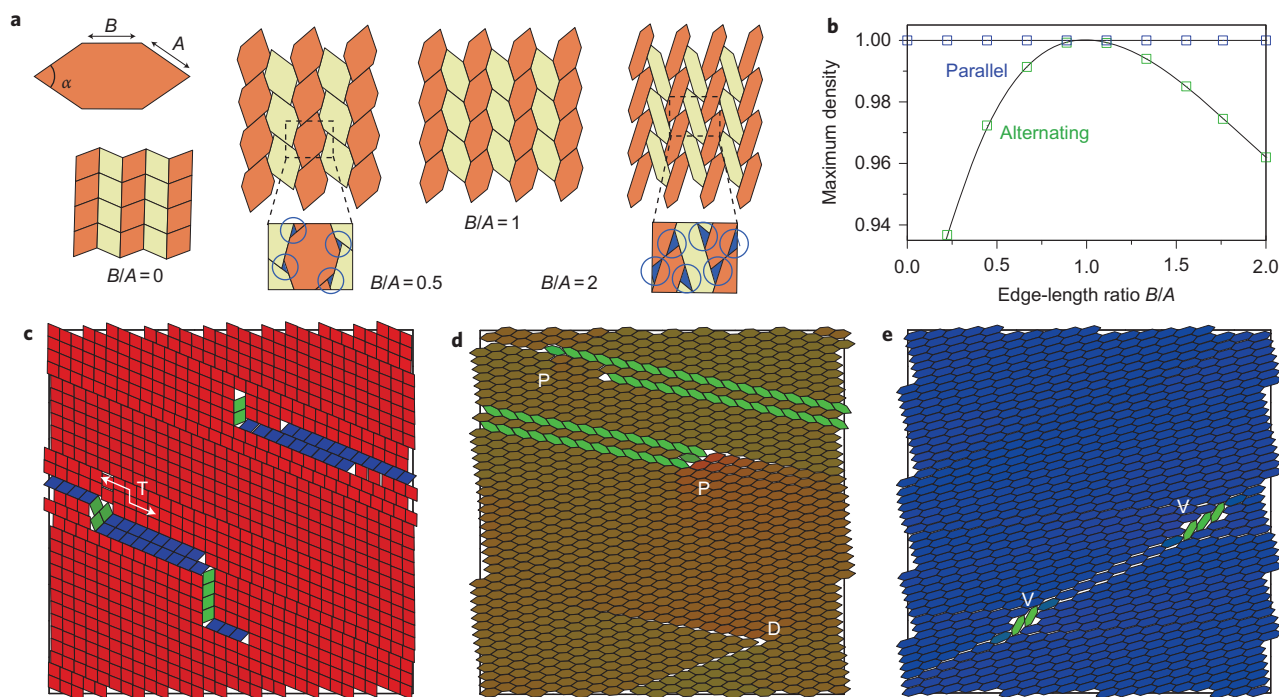 a
B
A
α
B/A = 0
B/A = 0.5
B/A = 1
B/A = 2
b
Maximum density
1.00
0.98
0.96
0.94
Parallel
Alternating
0.0
0.5
1.0
1.5
2.0
Edge-length ratio B/A
c
T
d
P
P
D
e
V
V